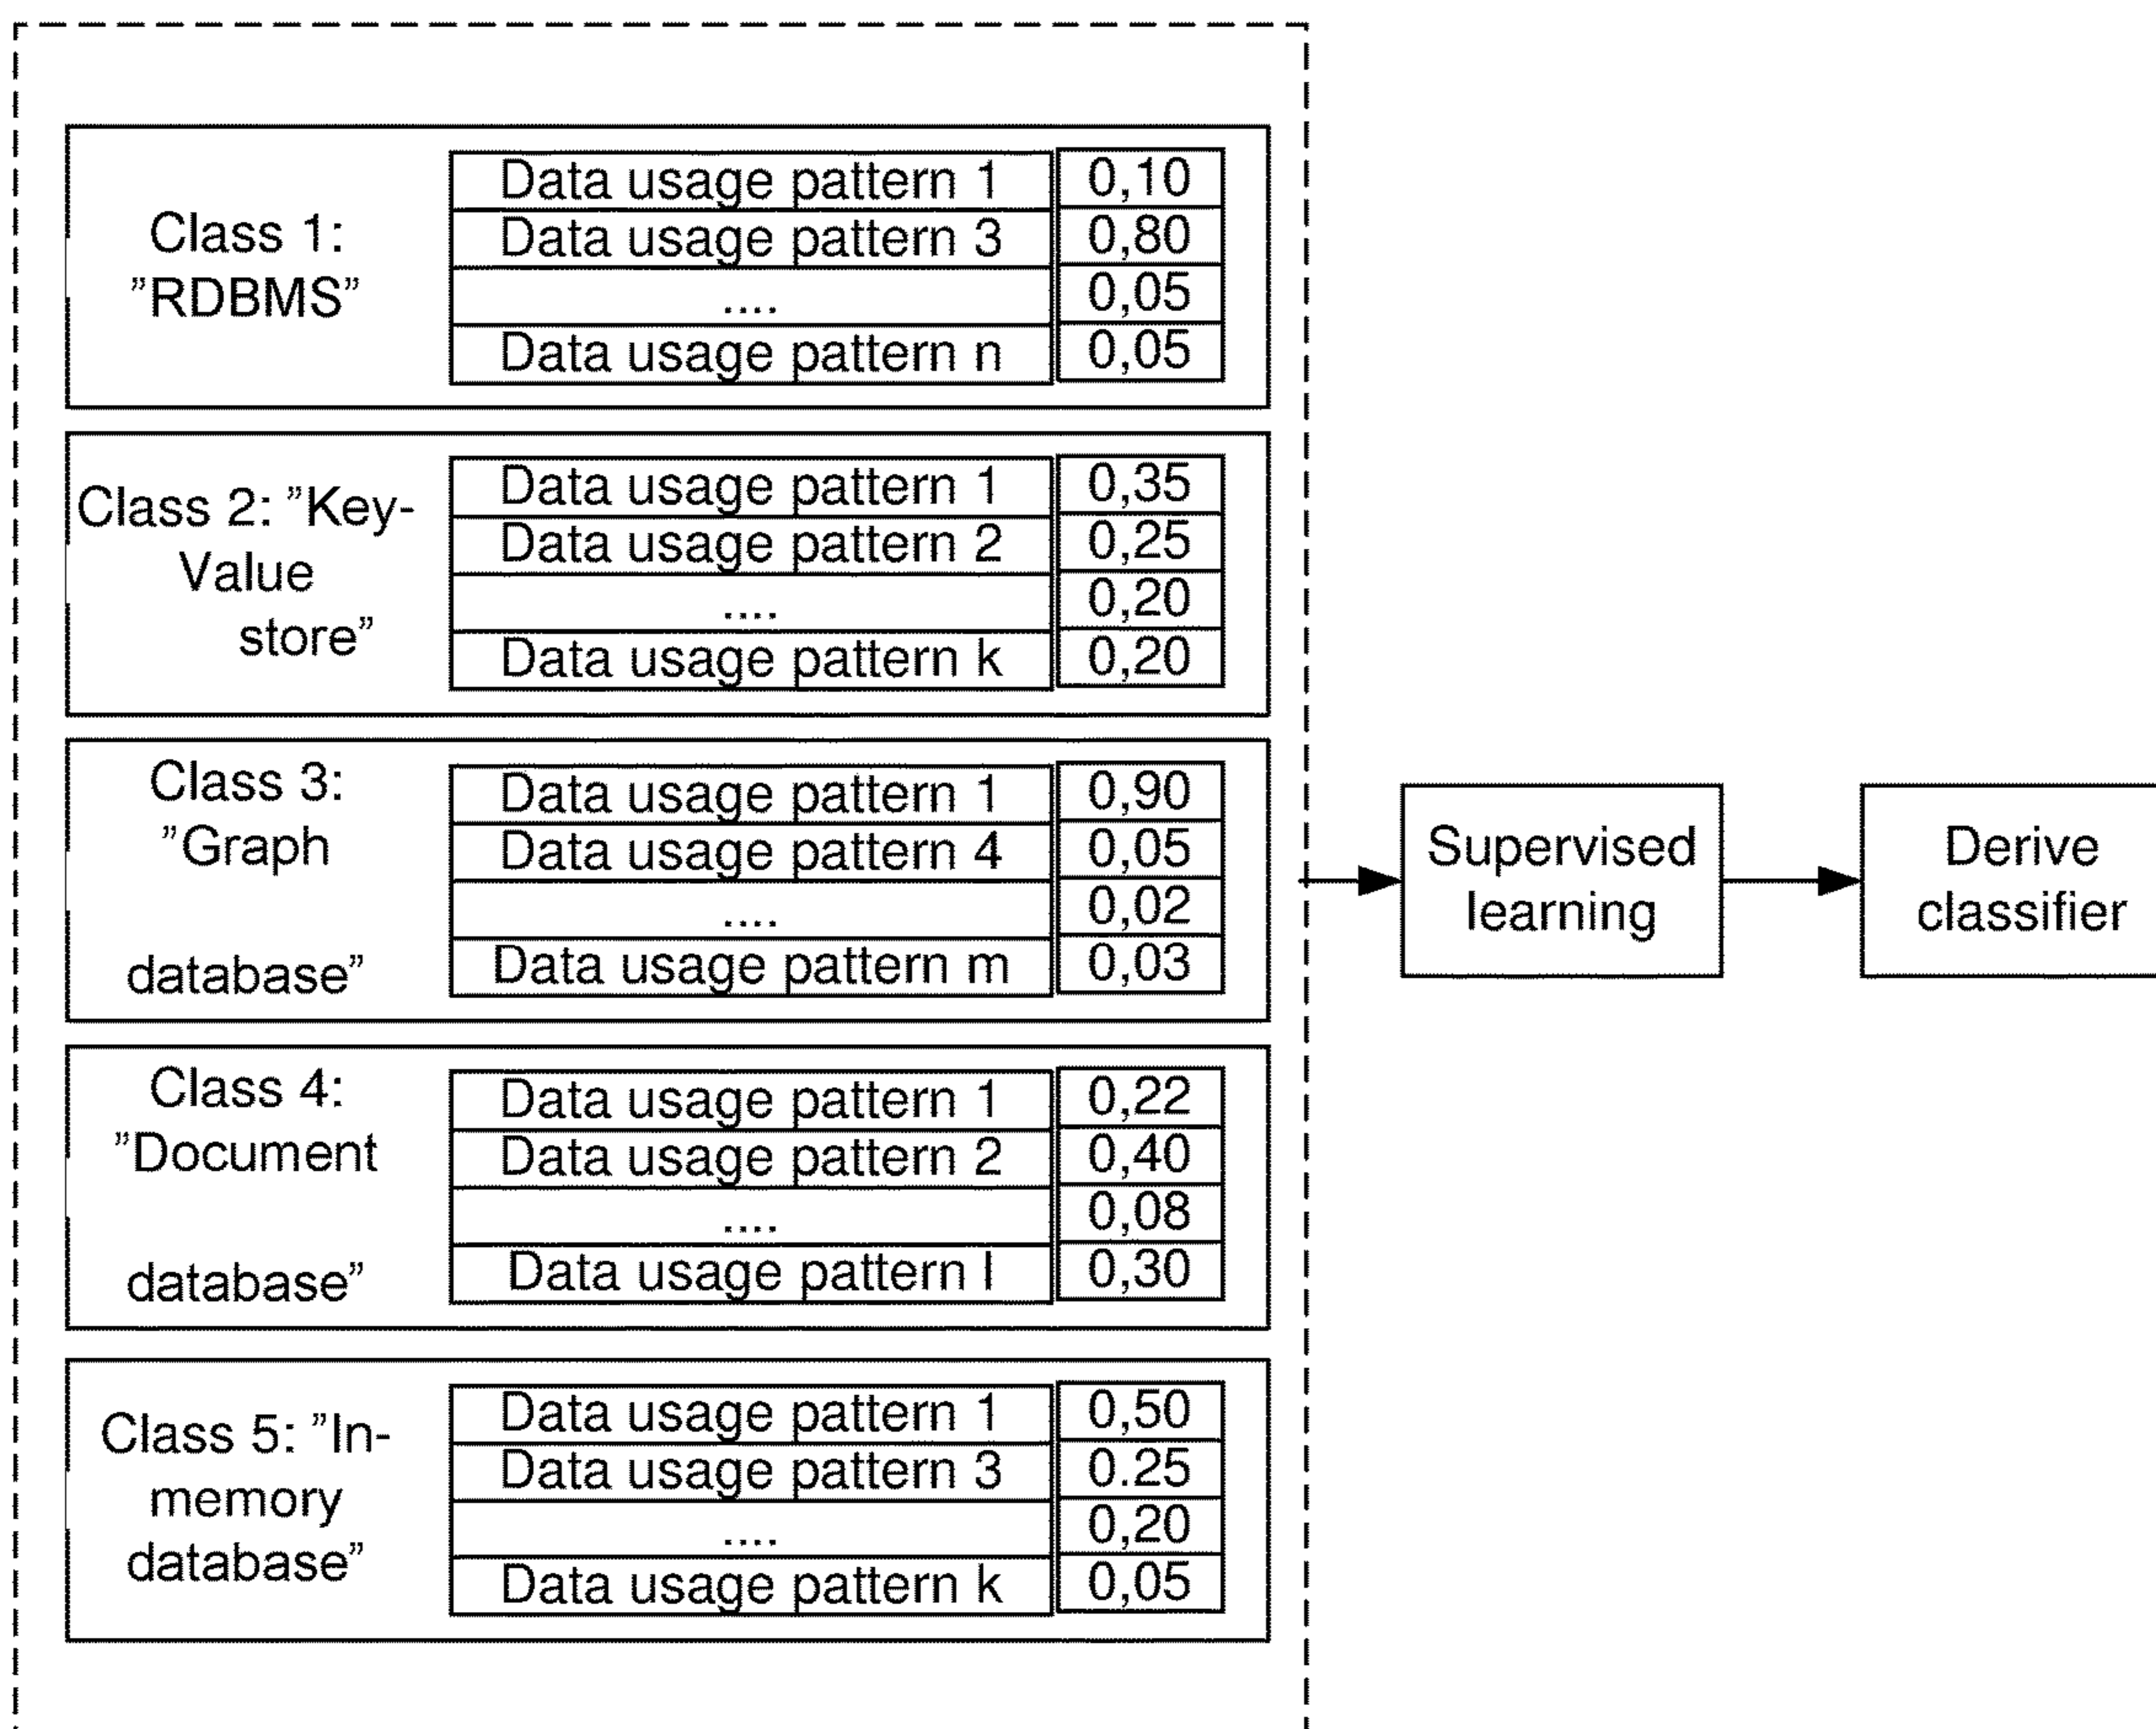 Class 1:
”RDBMS”
Data usage pattern 1 0,10
Data usage pattern 3 0,80
.... 0,05
Data usage pattern n 0,05
Class 2: ”Key-
Value
store”
Data usage pattern 1 0,35
Data usage pattern 2 0,25
.... 0,20
Data usage pattern k 0,20
Class 3:
”Graph
database”
Data usage pattern 1 0,90
Data usage pattern 4 0,05
.... 0,02
Data usage pattern m 0,03
Class 4:
”Document
database”
Data usage pattern 1 0,22
Data usage pattern 2 0,40
.... 0,08
Data usage pattern l 0,30
Class 5: ”In-
memory
database”
Data usage pattern 1 0,50
Data usage pattern 3 0.25
.... 0,20
Data usage pattern k 0,05
Supervised
learning
Derive
classifier